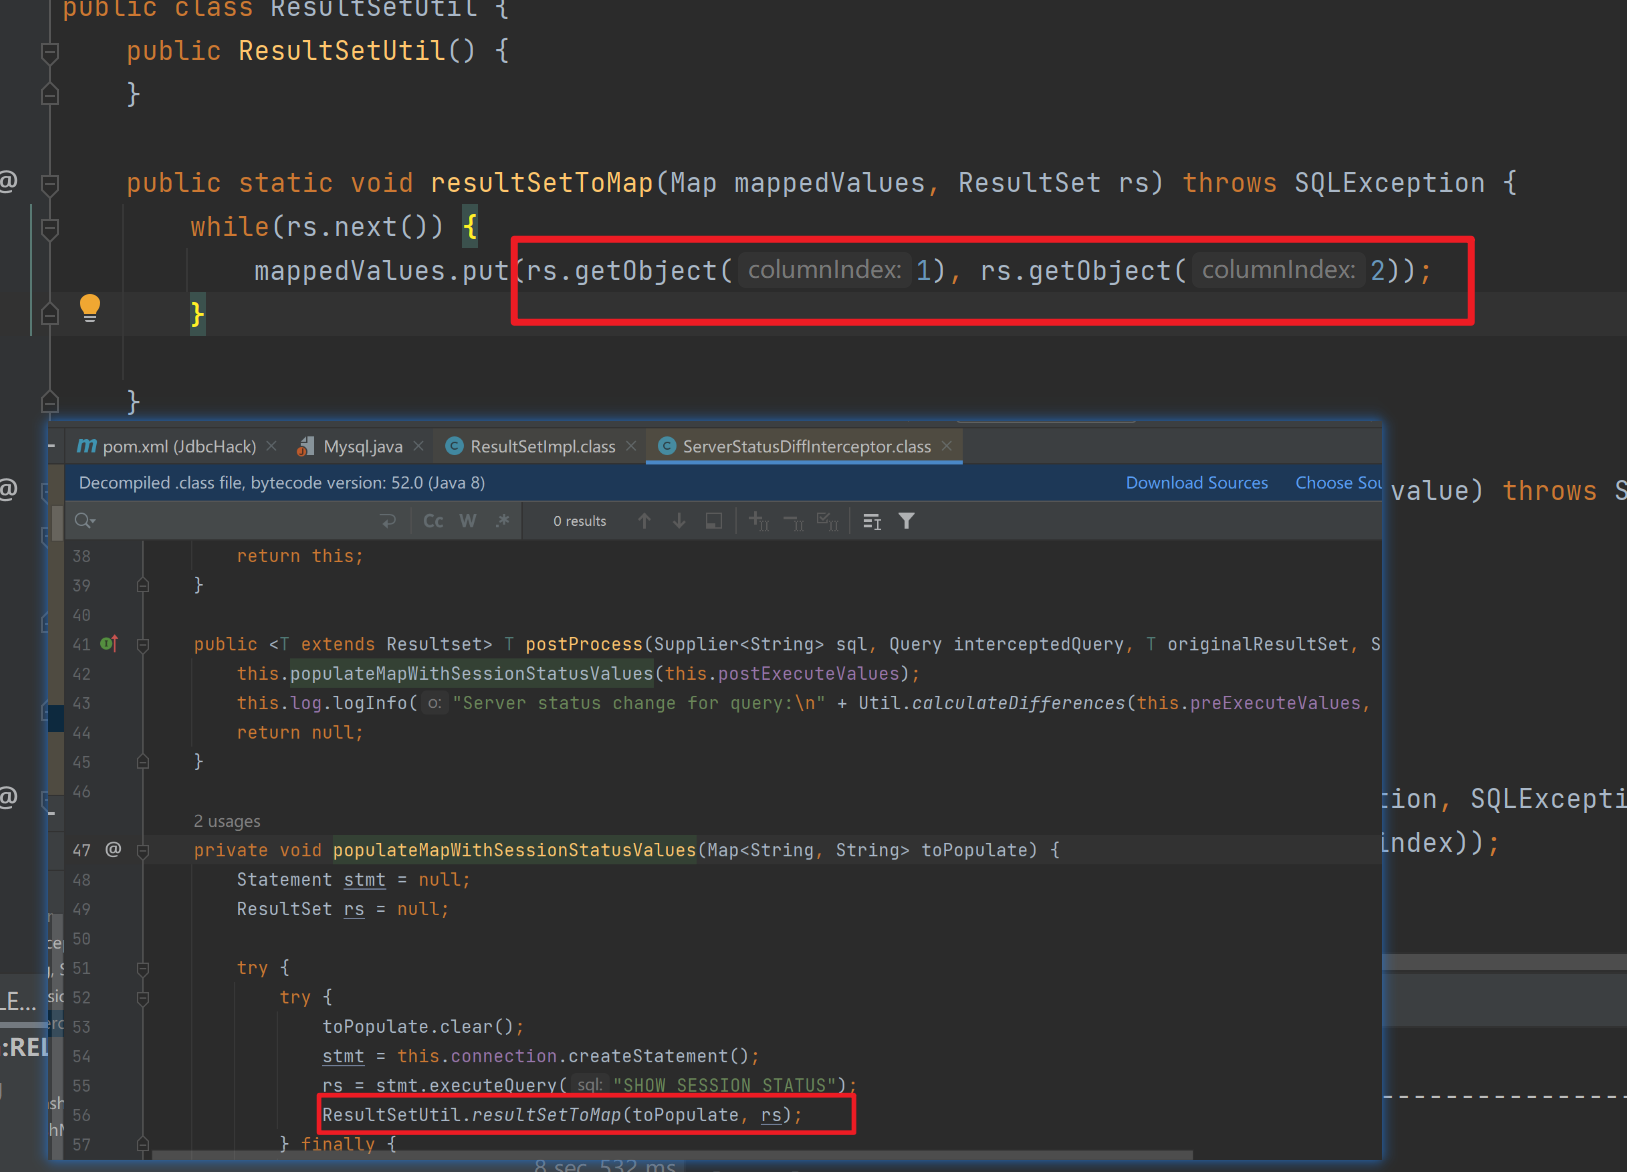 public class ResultSetUtil {
public ResultSetUtil() {
}
@
public static void resultSetToMap(Map mappedValues, ResultSet rs) throws SQLException {
while(rs.next()) {
mappedValues.put(rs.getObject( columnIndex: 1), rs.getObject( columnIndex: 2));
}
}
m pom.xml (JdbcHack) × Mysql.java × C ResultSetImpl.class × C ServerStatusDiffInterceptor.class ×
Decompiled .class file, bytecode version: 52.0 (Java 8) Download Sources Choose Sou
@ value) throws S
Cc W .* 0 results
38 return this;
39 }
40
41 public <T extends Resultset> T postProcess(Supplier<String> sql, Query interceptedQuery, T originalResultSet, S
42 this.populateMapWithSessionStatusValues(this.postExecuteValues);
43 this.log.logInfo( o: "Server status change for query:\n" + Util.calculateDifferences(this.preExecuteValues,
44 return null;
45 }
46
@ tion, SQLExcepti
2 usages
index));
47 @ private void populateMapWithSessionStatusValues(Map<String, String> toPopulate) {
48 Statement stmt = null;
49 ResultSet rs = null;
50
51 try {
52 try {
LE...
53 toPopulate.clear();
:REL
54 stmt = this.connection.createStatement();
55 rs = stmt.executeQuery( sql: "SHOW SESSION STATUS");
56 ResultSetUtil.resultSetToMap(toPopulate, rs);
57 } finally {
8 sec, 532 ms